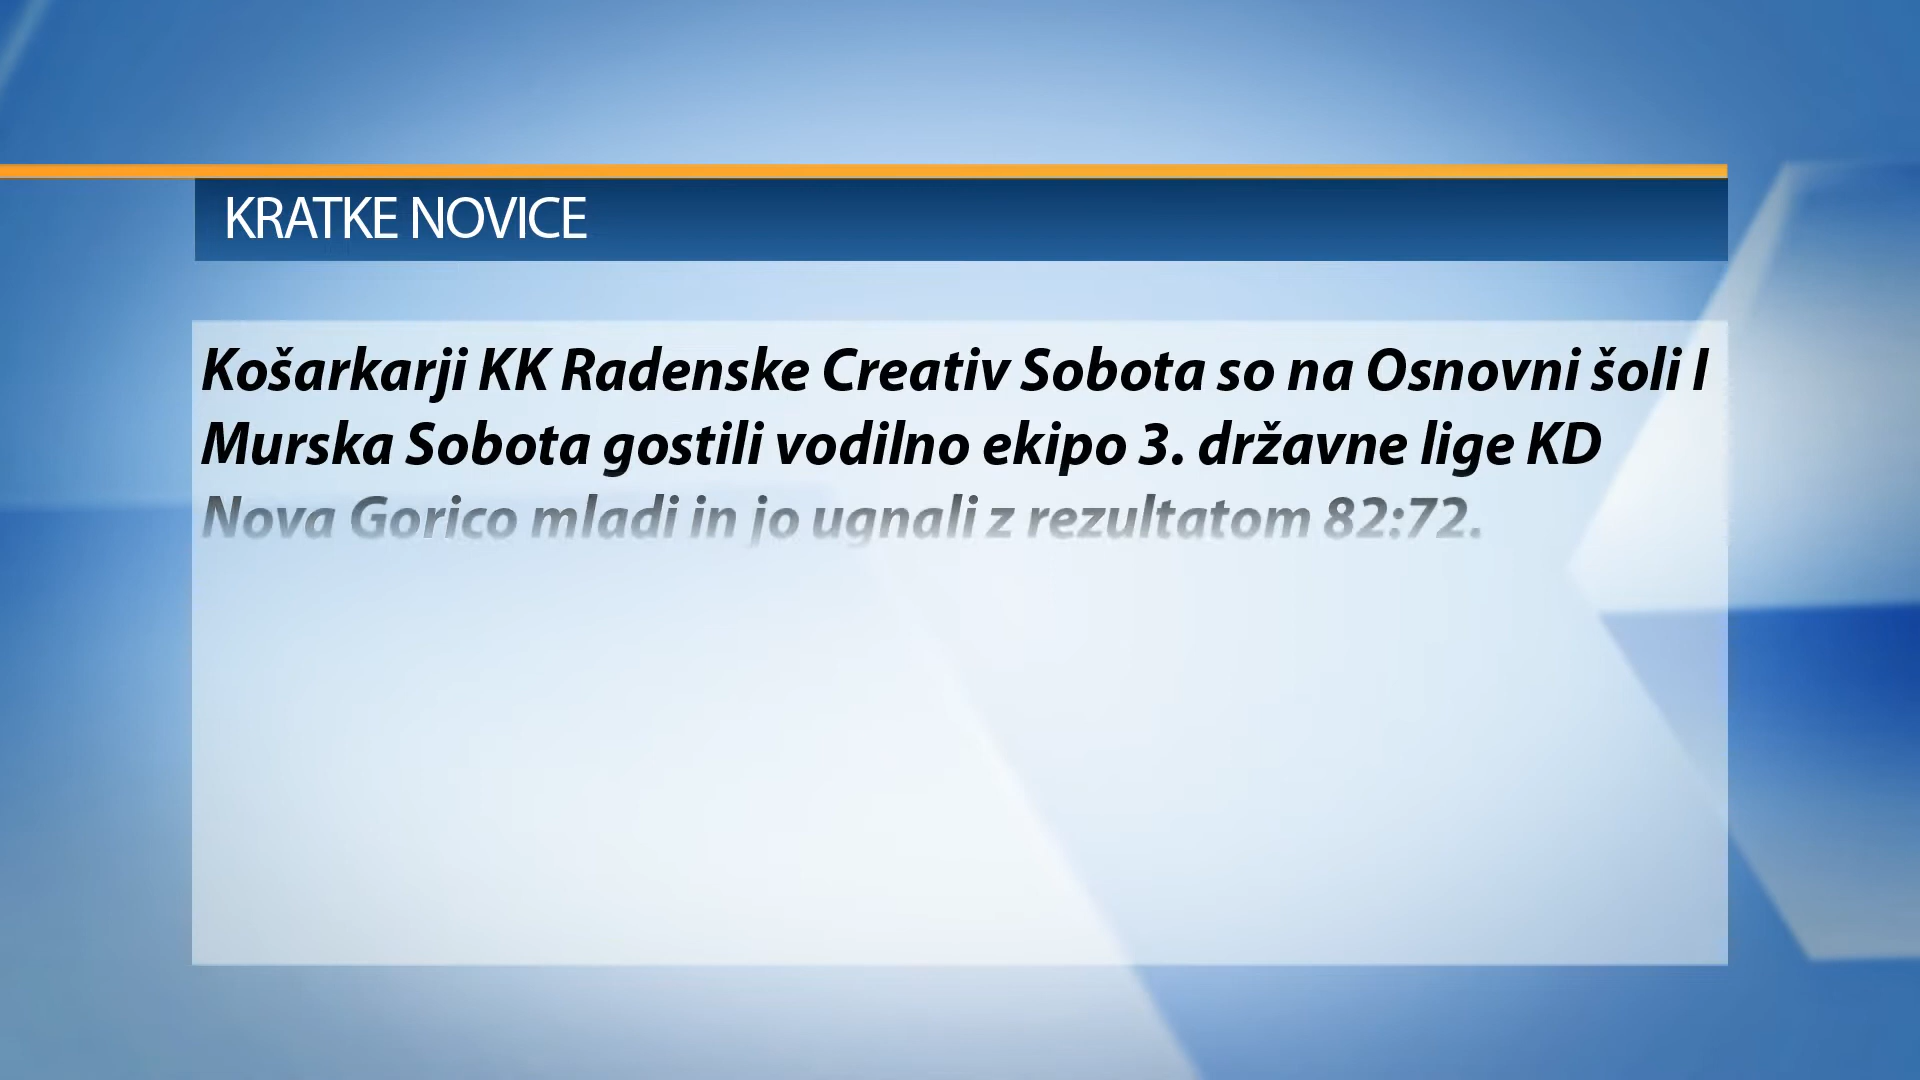 KRATKE NOVICE
Košarkarji KK Radenske Creativ Sobota so na Osnovni šoli I
Murska Sobota gostili vodilno ekipo 3. državne lige KD
Nova Gorico mladi in jo ugnali z rezultatom 82:72.